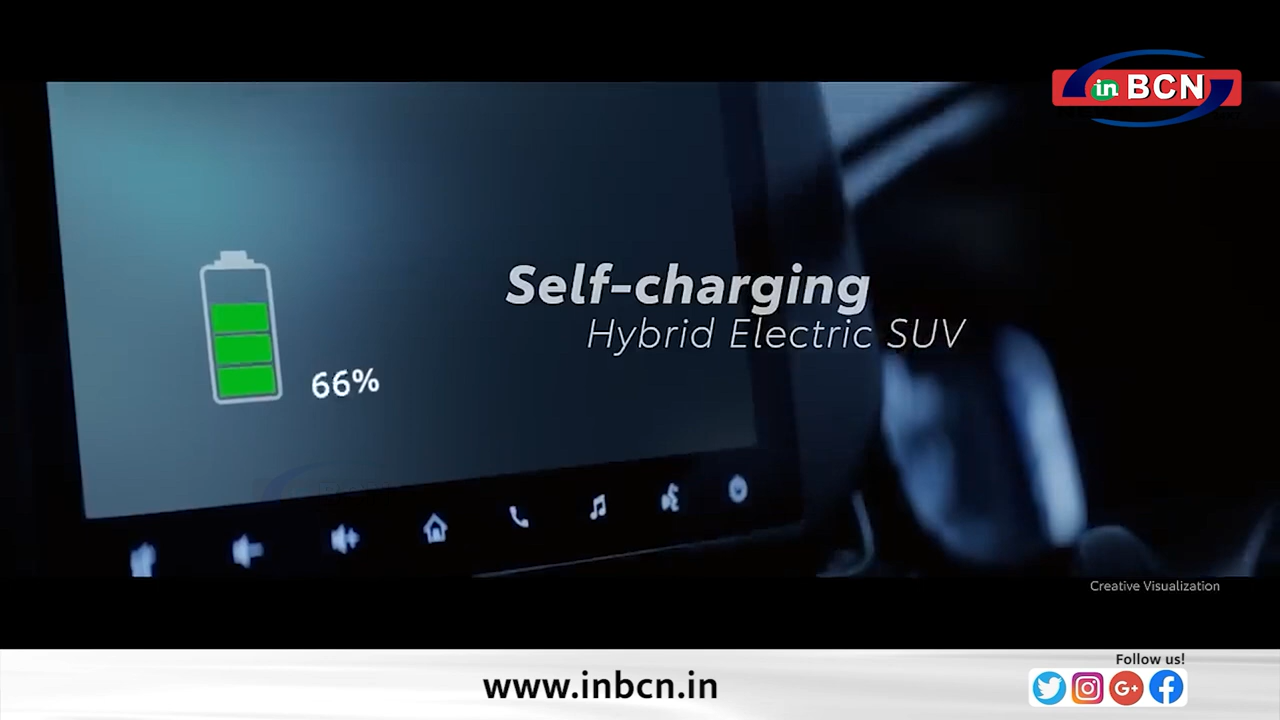 in BCN
Self-charging
Hybrid Electric SUV
66%
Creative Visualization
Follow us!
www.inbcn.in